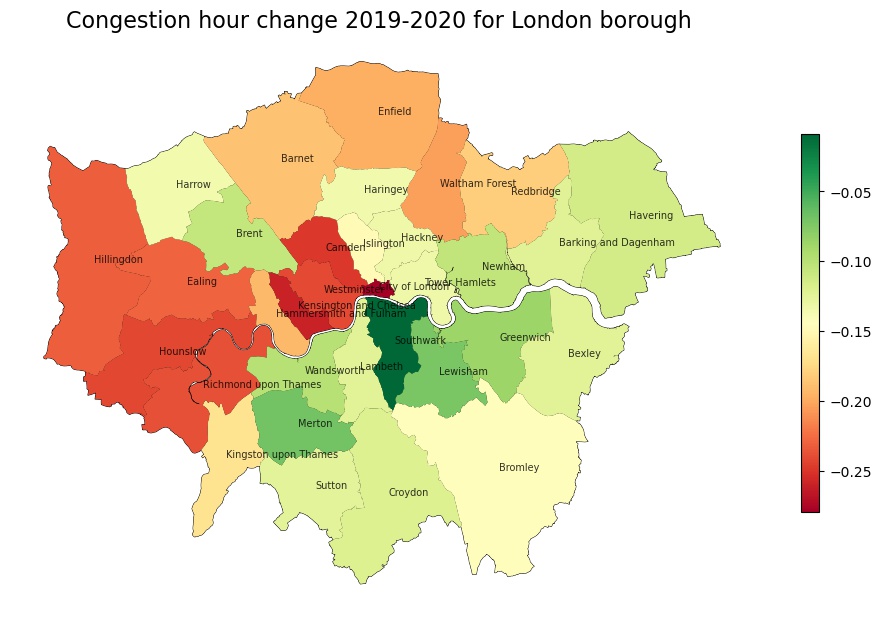 Congestion hour change 2019-2020 for London borough
Enfield
Barnet
Harrow
Haringey
Waltham Forest
Redbridge
Havering
Brent
Camden
Islington
Hackney
Barking and Dagenham
Hillingdon
Ealing
Newham
Westminster
City of London
Tower Hamlets
Kensington and Chelsea
Hammersmith and Fulham
Hounslow
Southwark
Greenwich
Bexley
Richmond upon Thames
Wandsworth
Lambeth
Lewisham
Merton
Kingston upon Thames
Sutton
Croydon
Bromley
−0.05
−0.10
−0.15
−0.20
−0.25